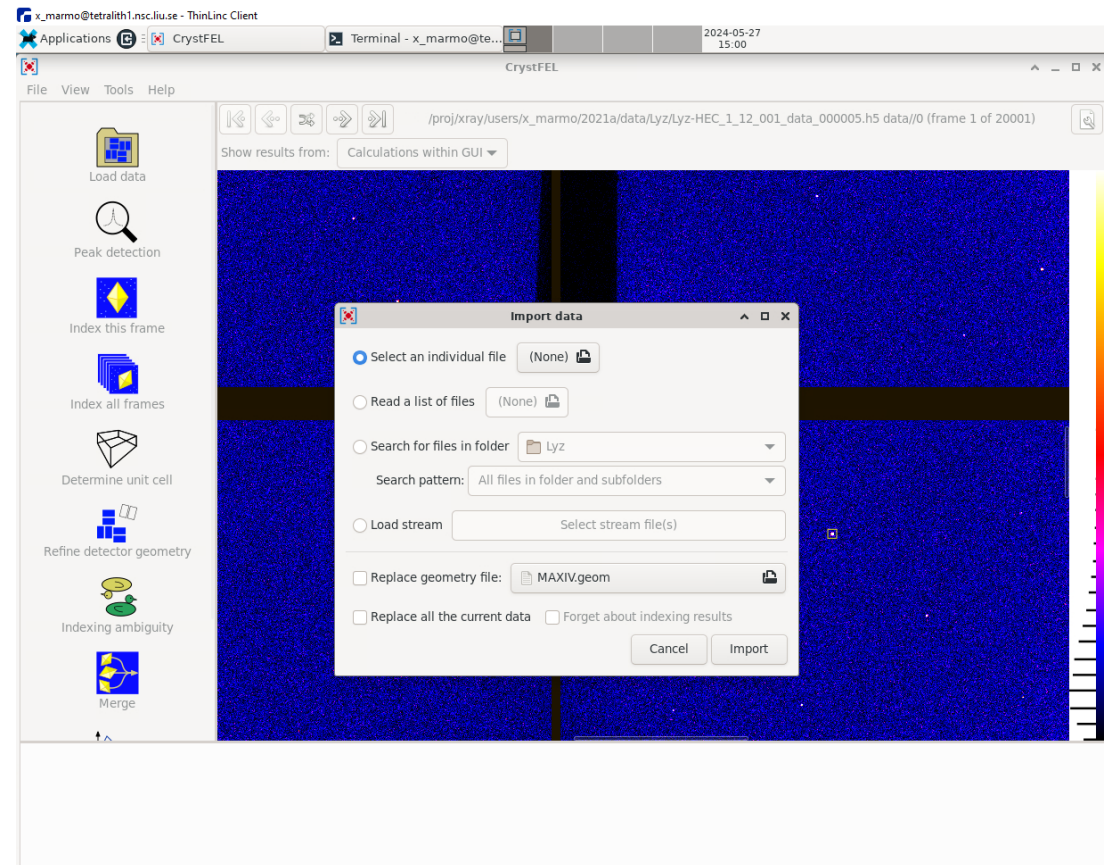 x_marmo@tetralith1.nsc.liu.se - ThinLinc Client
Applications CrystFEL Terminal - x_marmo@te... 2024-05-27
15:00
CrystFEL
File View Tools Help
/proj/xray/users/x_marmo/2021a/data/Lyz/Lyz-HEC_1_12_001_data_000005.h5 data//0 (frame 1 of 20001)
Show results from: Calculations within GUI
Load data
Peak detection
Index this frame
Index all frames
Determine unit cell
Refine detector geometry
Indexing ambiguity
Merge
Import data
Select an individual file (None)
Read a list of files (None)
Search for files in folder Lyz
Search pattern: All files in folder and subfolders
Load stream Select stream file(s)
Replace geometry file: MAXIV.geom
Replace all the current data Forget about indexing results
Cancel Import